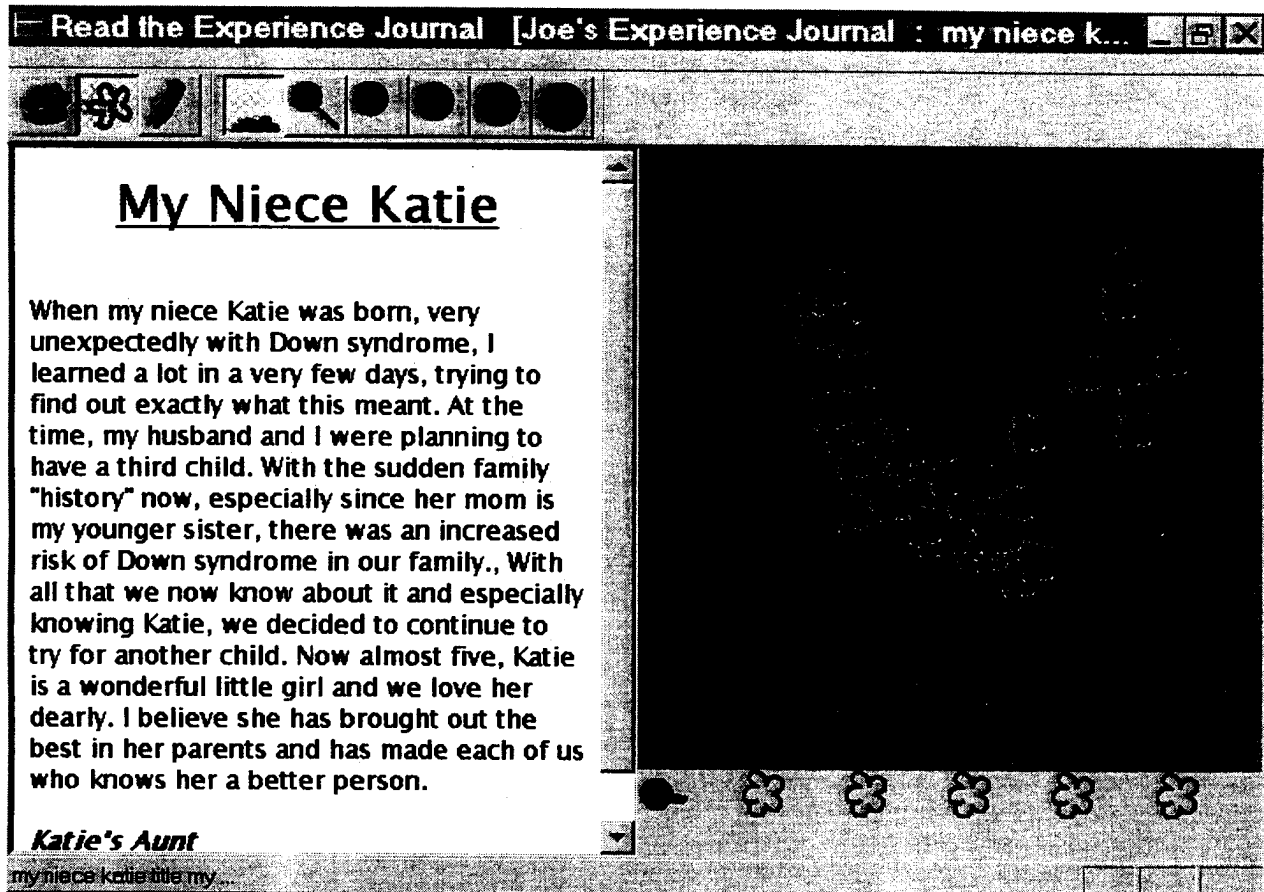 Read the Experience Journal [Joe's Experience Journal : my niece k...
My Niece Katie
When my niece Katie was born, very
unexpectedly with Down syndrome, I
learned a lot in a very few days, trying to
find out exactly what this meant. At the
time, my husband and I were planning to
have a third child. With the sudden family
"history" now, especially since her mom is
my younger sister, there was an increased
risk of Down syndrome in our family., With
all that we now know about it and especially
knowing Katie, we decided to continue to
try for another child. Now almost five, Katie
is a wonderful little girl and we love her
dearly. I believe she has brought out the
best in her parents and has made each of us
who knows her a better person.
Katie's Aunt
my niece katie title my...